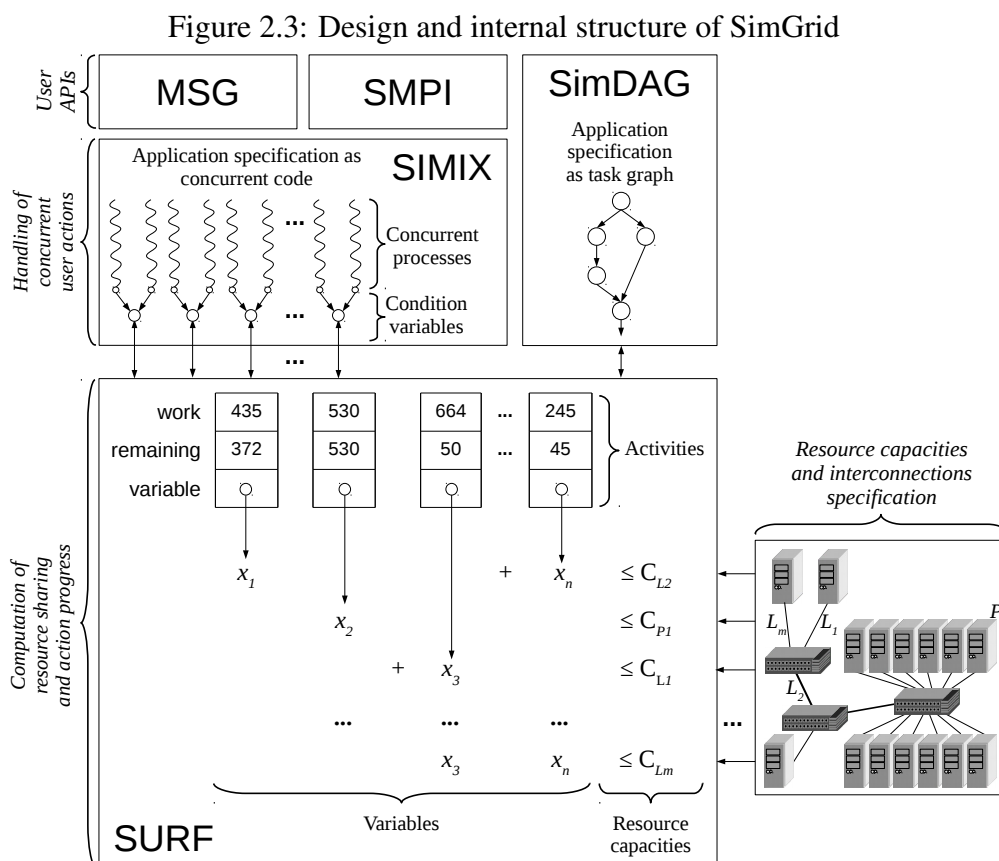 Figure 2.3: Design and internal structure of SimGrid
User
APIs
MSG
SMPI
SimDAG
Application
specification
as task graph
Handling of
concurrent
user actions
Application specification as
concurrent code
SIMIX
...
Concurrent
processes
...
Condition
variables
...
Computation of
resource sharing
and action progress
work 435 530 664 ... 245
remaining 372 530 50 ... 45
variable
Activities
x1 + xn ≤ CL2
x2 ≤ CP1
+ x3 ≤ CL1
... ... ... ...
x3 xn ≤ CLm
Variables
Resource
capacities
SURF
Resource capacities
and interconnections
specification
Lm
L1
P
L2